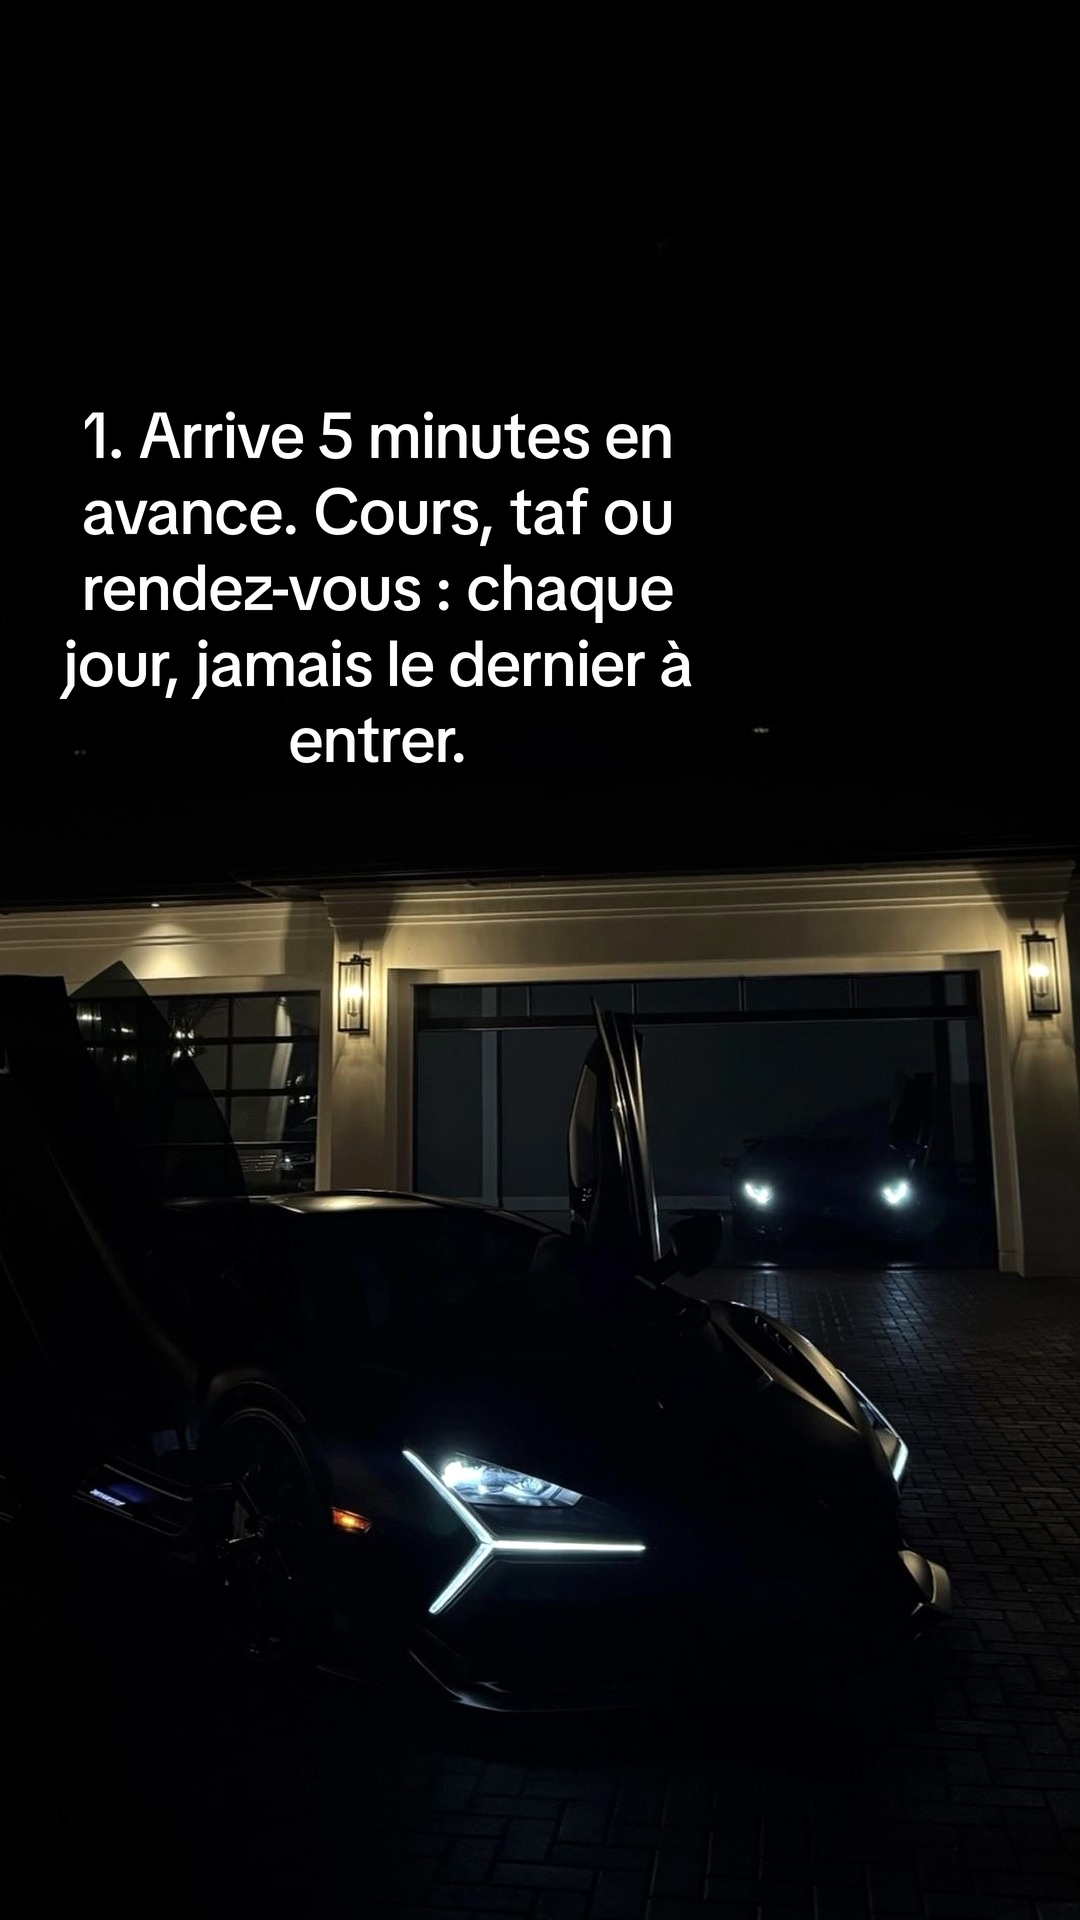 1. Arrive 5 minutes en
avance. Cours, taf ou
rendez-vous : chaque
jour, jamais le dernier à
entrer.